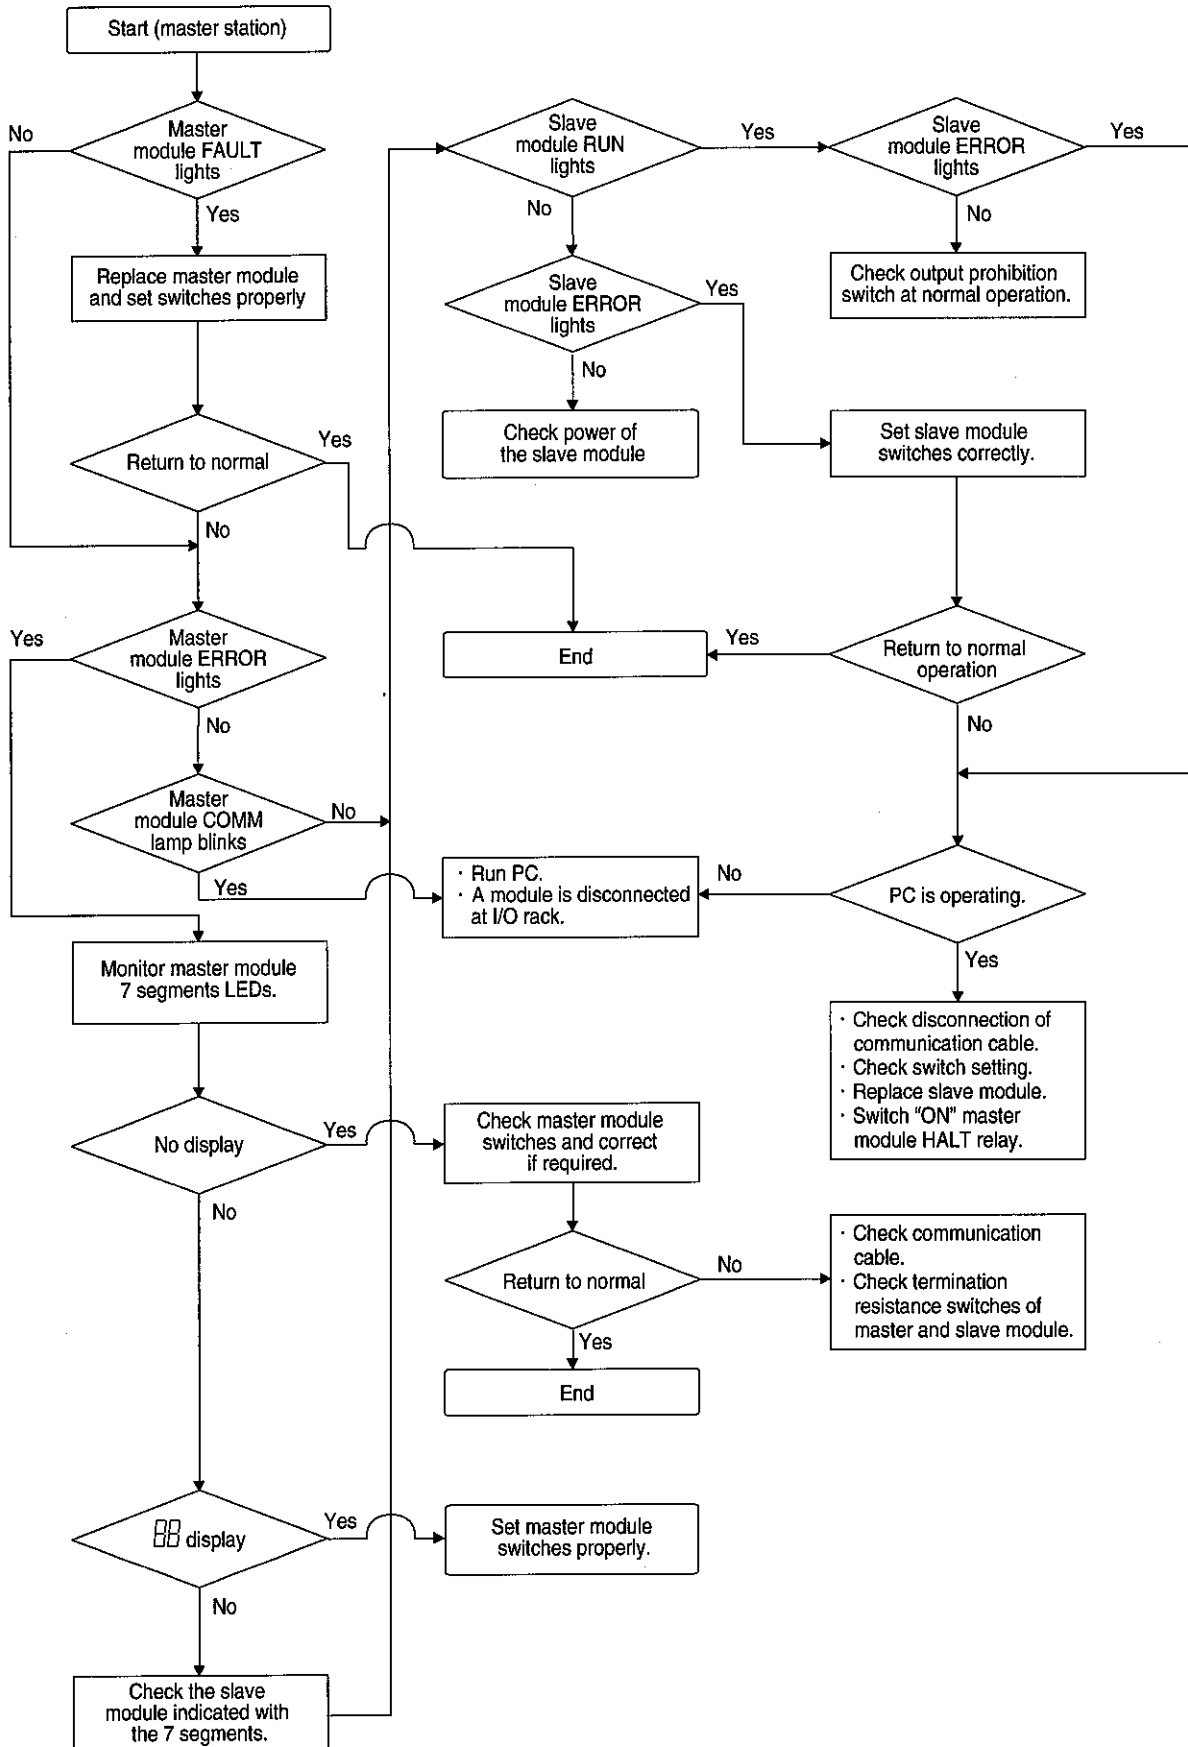 Start (master station)
No
Master
module FAULT
lights
Yes
Replace master module
and set switches properly
Return to normal
Yes
No
Yes
Master
module ERROR
lights
No
Master
module COMM
lamp blinks
No
Yes
Monitor master module
7 segments LEDs.
No display
Yes
No
88 display
Yes
No
Check the slave
module indicated with
the 7 segments.
Slave
module RUN
lights
Yes
No
Slave
module ERROR
lights
Yes
No
Check power of
the slave module
End
· Run PC.
· A module is disconnected
at I/O rack.
Check master module
switches and correct
if required.
Return to normal
No
Yes
End
Set master module
switches properly.
Slave
module ERROR
lights
Yes
No
Check output prohibition
switch at normal operation.
Set slave module
switches correctly.
Return to normal
operation
Yes
No
PC is operating.
No
Yes
· Check disconnection of
communication cable.
· Check switch setting.
· Replace slave module.
· Switch "ON" master
module HALT relay.
· Check communication
cable.
· Check termination
resistance switches of
master and slave module.